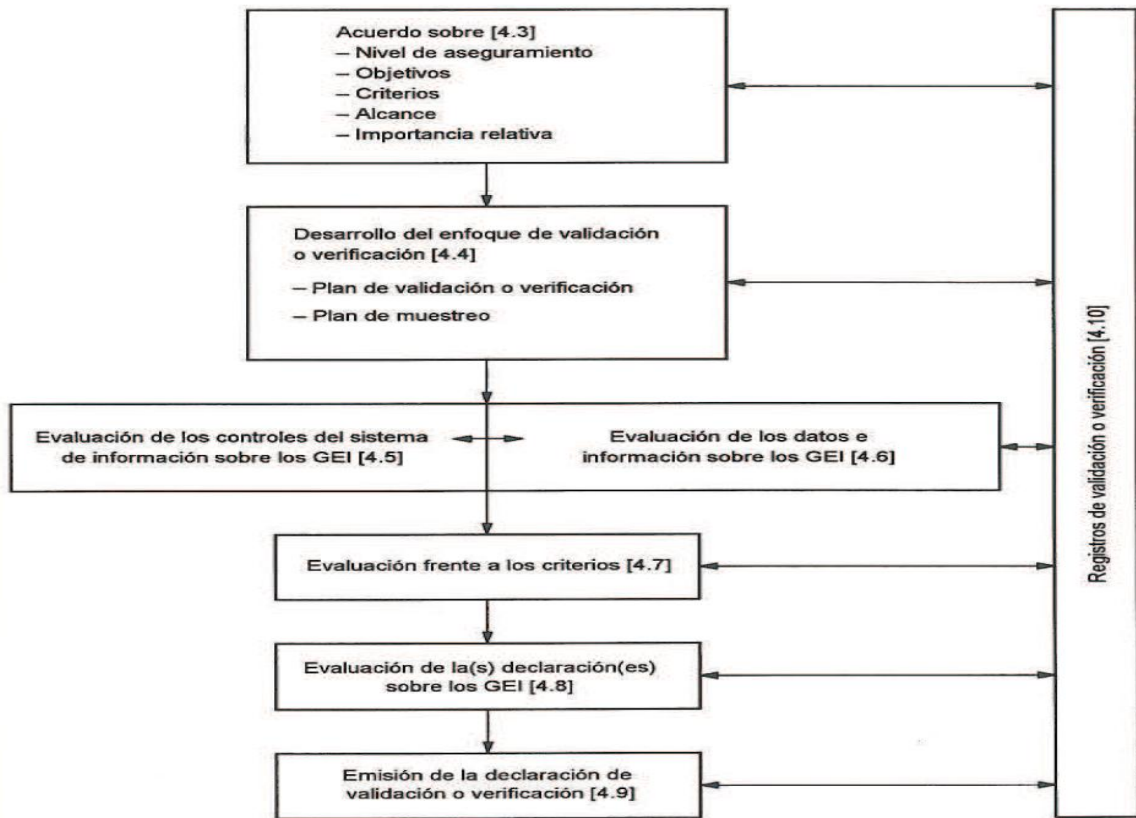 Acuerdo sobre [4.3]
– Nivel de aseguramiento
– Objetivos
– Criterios
– Alcance
– Importancia relativa
Desarrollo del enfoque de validación
o verificación [4.4]
– Plan de validación o verificación
– Plan de muestreo
Evaluación de los controles del sistema
de información sobre los GEI [4.5]
Evaluación de los datos e
información sobre los GEI [4.6]
Evaluación frente a los criterios [4.7]
Evaluación de la(s) declaración(es)
sobre los GEI [4.8]
Emisión de la declaración de
validación o verificación [4.9]
Registros de validación o verificación [4.10]